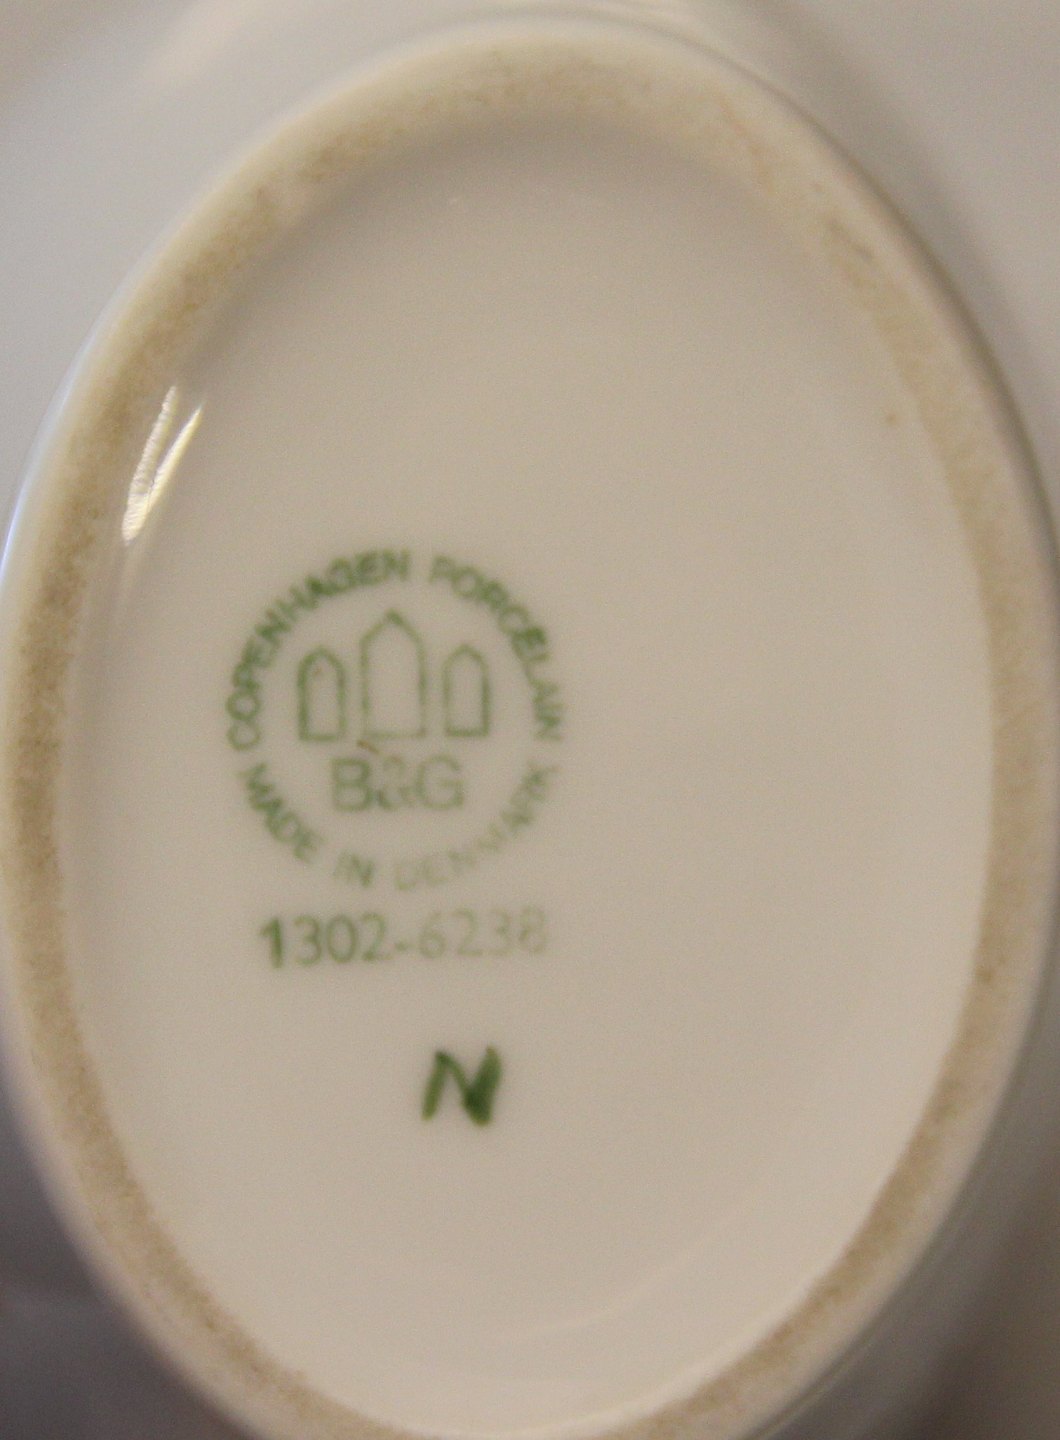 COPENHAGEN PORCELAIN
B&G
MADE IN DENMARK
1302-6238
N